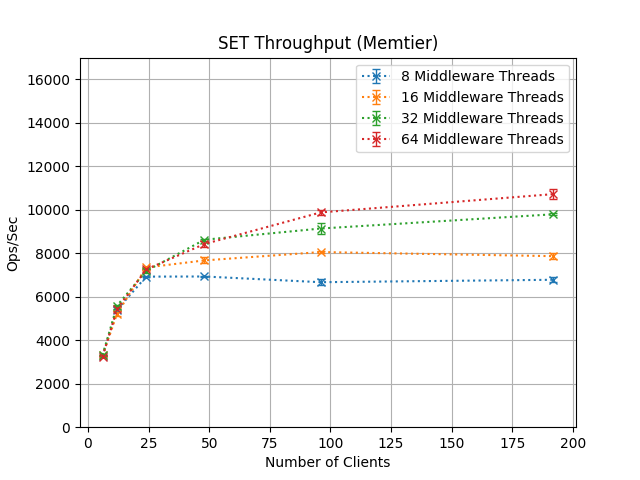 SET Throughput (Memtier)
8 Middleware Threads
16 Middleware Threads
32 Middleware Threads
64 Middleware Threads
Ops/Sec
16000
14000
12000
10000
8000
6000
4000
2000
0
0 25 50 75 100 125 150 175 200
Number of Clients